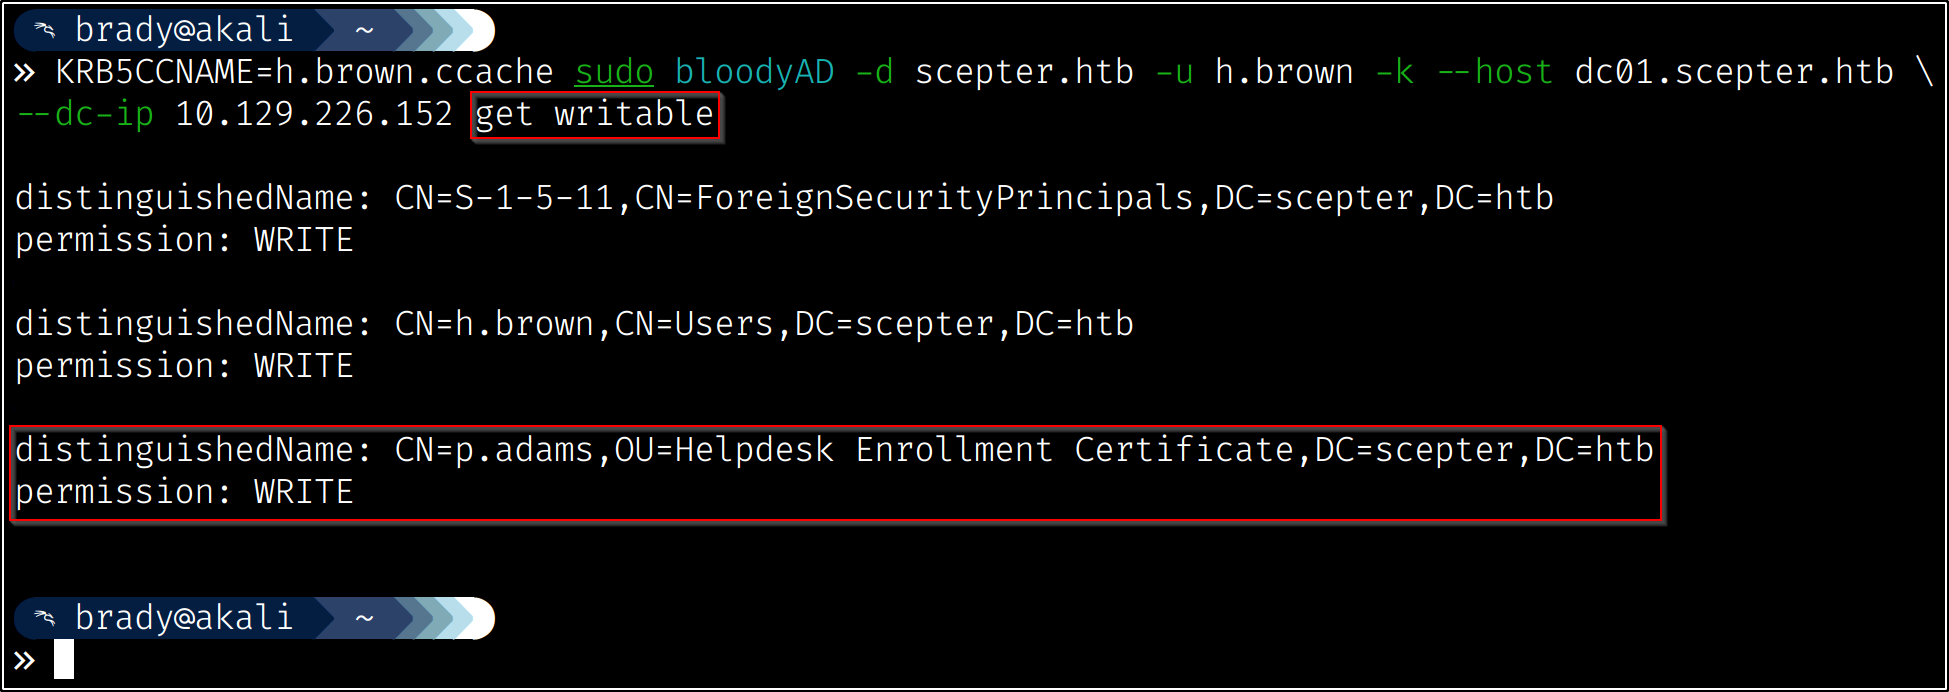 brady@akali ~
» KRB5CCNAME=h.brown.ccache sudo bloodyAD -d scepter.htb -u h.brown -k --host dc01.scepter.htb \
--dc-ip 10.129.226.152 get writable
distinguishedName: CN=S-1-5-11,CN=ForeignSecurityPrincipals,DC=scepter,DC=htb
permission: WRITE
distinguishedName: CN=h.brown,CN=Users,DC=scepter,DC=htb
permission: WRITE
distinguishedName: CN=p.adams,OU=Helpdesk Enrollment Certificate,DC=scepter,DC=htb
permission: WRITE
brady@akali ~
»